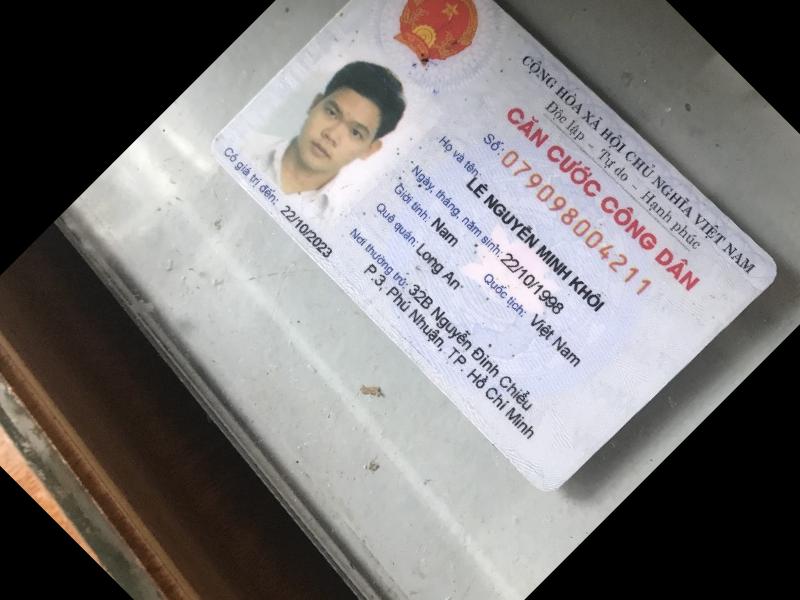 CỘNG HÒA XÃ HỘI CHỦ NGHĨA VIỆT NAM
Độc lập – Tự do – Hạnh phúc
CĂN CƯỚC CÔNG DÂN
Số: 079098004211
Họ và tên:
LÊ NGUYỄN MINH KHÔI
Ngày, tháng, năm sinh: 22/10/1998
Giới tính: Nam Quốc tịch: Việt Nam
Quê quán: Long An
Nơi thường trú: 32B Nguyễn Đình Chiểu
P.3, Phú Nhuận, TP. Hồ Chí Minh
Có giá trị đến: 22/10/2023